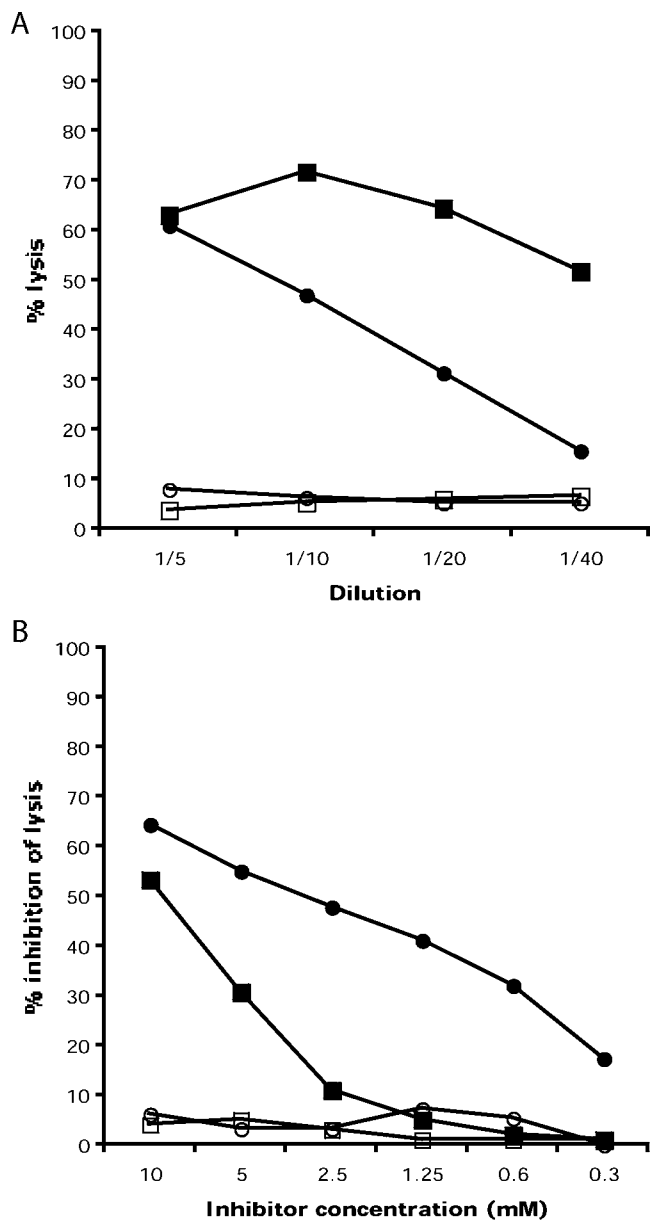 A
100
90
80
70
60
50
40
30
20
10
0
% lysis
1/5 1/10 1/20 1/40
Dilution
B
100
90
80
70
60
50
40
30
20
10
0
% inhibition of lysis
10 5 2.5 1.25 0.6 0.3
Inhibitor concentration (mM)